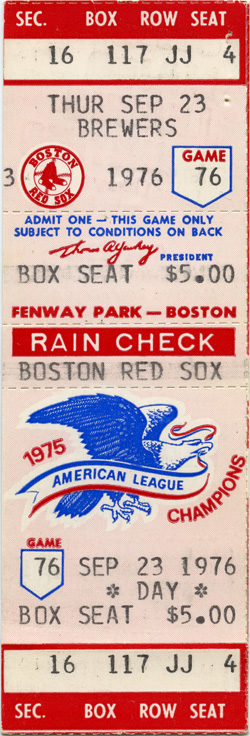 SEC. BOX ROW SEAT
16 117 JJ 4
THUR SEP 23
BREWERS
BOSTON
RED SOX
3 1976
GAME
76
ADMIT ONE — THIS GAME ONLY
SUBJECT TO CONDITIONS ON BACK
PRESIDENT
BOX SEAT $5.00
FENWAY PARK — BOSTON
RAIN CHECK
BOSTON RED SOX
1975
AMERICAN LEAGUE
CHAMPIONS
GAME
76
SEP 23 1976
* DAY *
BOX SEAT $5.00
16 117 JJ 4
SEC. BOX ROW SEAT